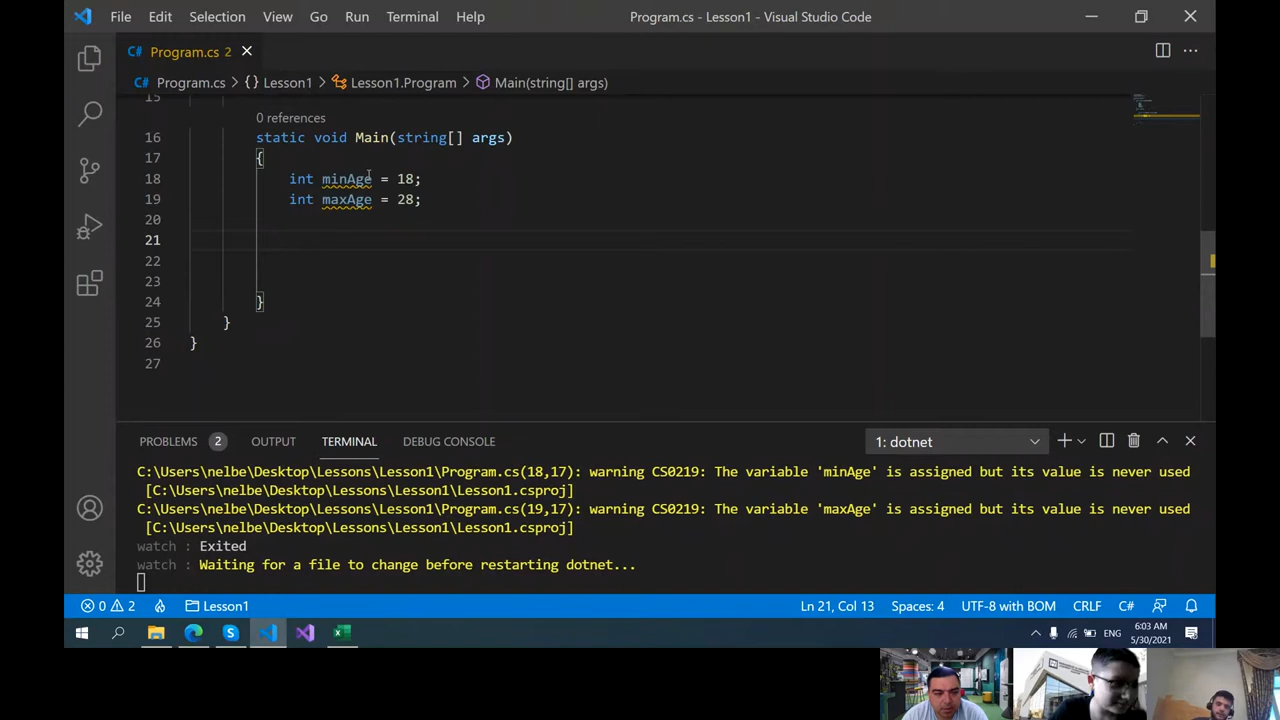 File Edit Selection View Go Run Terminal Help Program.cs - Lesson1 - Visual Studio Code
C# Program.cs 2
C# Program.cs > {} Lesson1 > Lesson1.Program > Main(string[] args)
15
0 references
16 static void Main(string[] args)
17 {
18 int minAge = 18;
19 int maxAge = 28;
20
21
22
23
24 }
25 }
26 }
27
PROBLEMS 2 OUTPUT TERMINAL DEBUG CONSOLE 1: dotnet
C:\Users\nelbe\Desktop\Lessons\Lesson1\Program.cs(18,17): warning CS0219: The variable 'minAge' is assigned but its value is never used
[C:\Users\nelbe\Desktop\Lessons\Lesson1\Lesson1.csproj]
C:\Users\nelbe\Desktop\Lessons\Lesson1\Program.cs(19,17): warning CS0219: The variable 'maxAge' is assigned but its value is never used
[C:\Users\nelbe\Desktop\Lessons\Lesson1\Lesson1.csproj]
watch : Exited
watch : Waiting for a file to change before restarting dotnet...
0 2 Lesson1 Ln 21, Col 13 Spaces: 4 UTF-8 with BOM CRLF C#
ENG 6:03 AM
5/30/2021